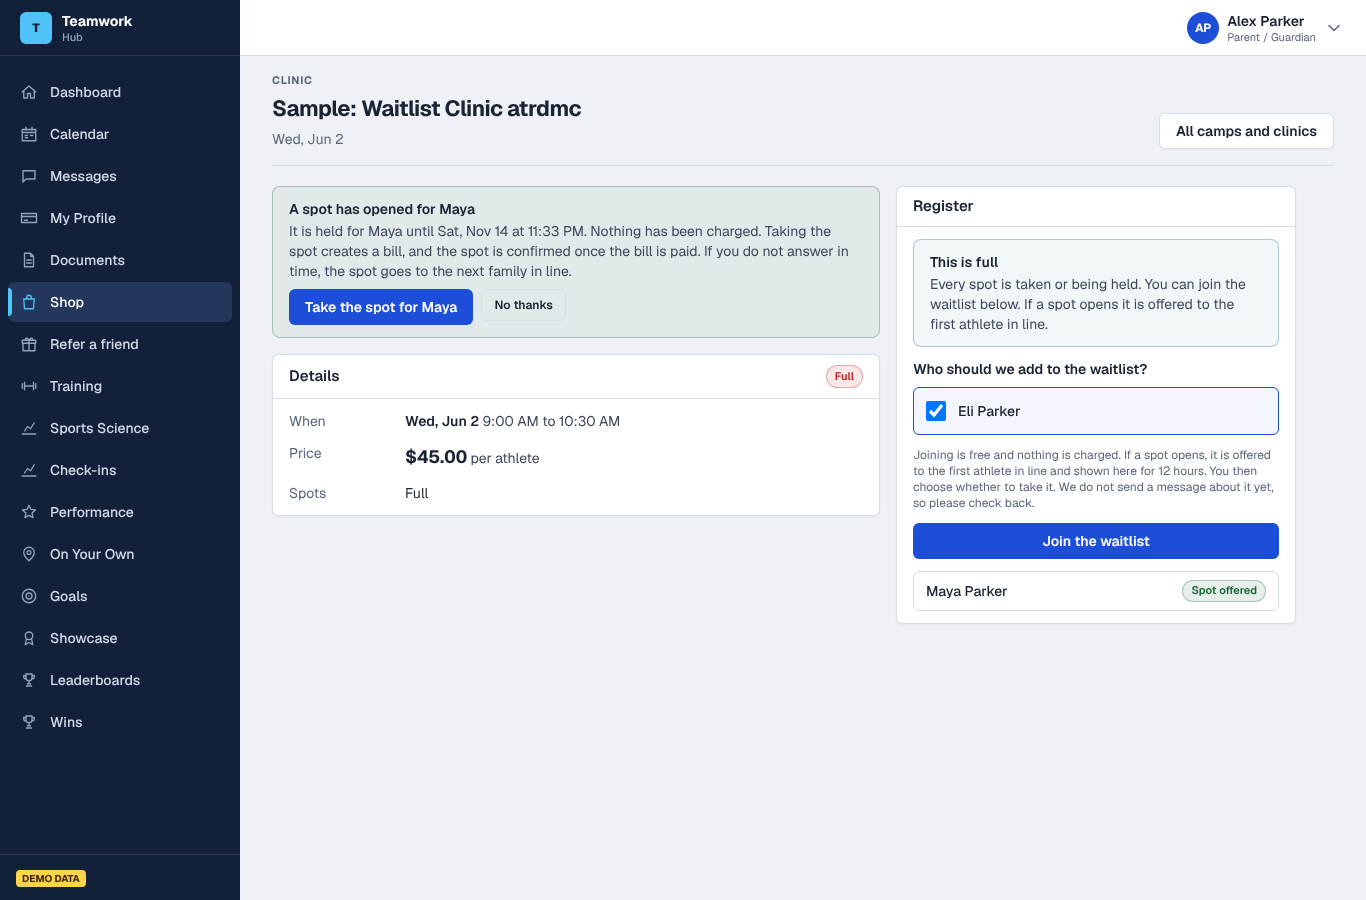 T
Teamwork
Hub
Dashboard
Calendar
Messages
My Profile
Documents
Shop
Refer a friend
Training
Sports Science
Check-ins
Performance
On Your Own
Goals
Showcase
Leaderboards
Wins
DEMO DATA
AP
Alex Parker
Parent / Guardian
CLINIC
Sample: Waitlist Clinic atrdmc
Wed, Jun 2
All camps and clinics
A spot has opened for Maya
It is held for Maya until Sat, Nov 14 at 11:33 PM. Nothing has been charged. Taking the
spot creates a bill, and the spot is confirmed once the bill is paid. If you do not answer in
time, the spot goes to the next family in line.
Take the spot for Maya
No thanks
Details
Full
When
Wed, Jun 2 9:00 AM to 10:30 AM
Price
$45.00 per athlete
Spots
Full
Register
This is full
Every spot is taken or being held. You can join the
waitlist below. If a spot opens it is offered to the
first athlete in line.
Who should we add to the waitlist?
Eli Parker
Joining is free and nothing is charged. If a spot opens, it is offered
to the first athlete in line and shown here for 12 hours. You then
choose whether to take it. We do not send a message about it yet,
so please check back.
Join the waitlist
Maya Parker
Spot offered